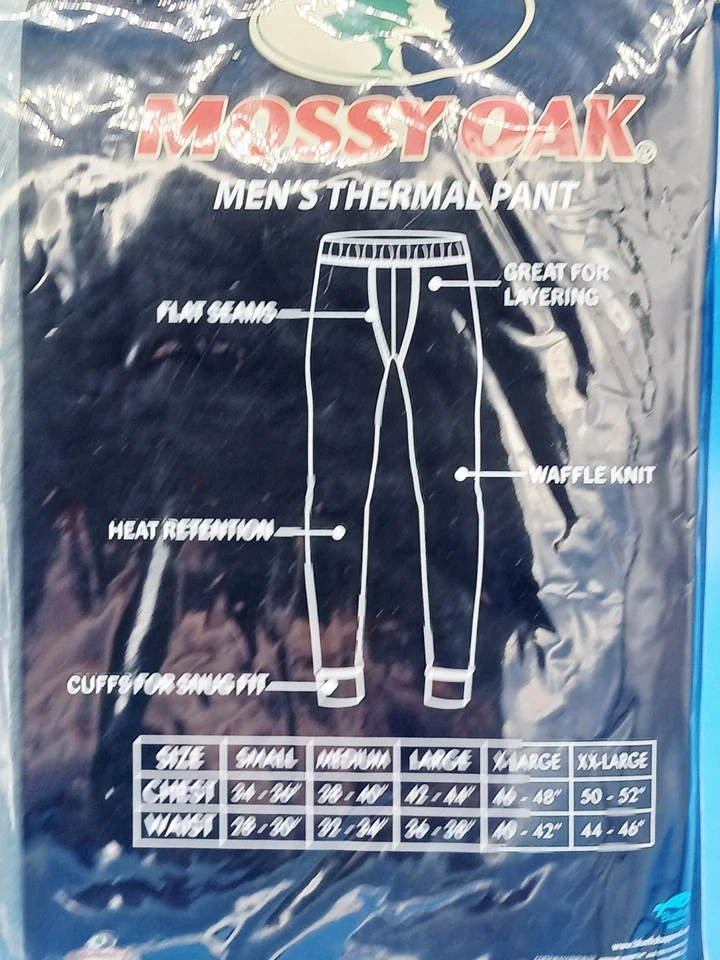 MOSSY OAK®
MEN'S THERMAL PANT
GREAT FOR
LAYERING
FLAT SEAMS
WAFFLE KNIT
HEAT RETENTION
CUFFS FOR SNUG FIT
SIZE SMALL MEDIUM LARGE X-LARGE XX-LARGE
CHEST 34 - 36" 38 - 40" 42 - 44" 46 - 48" 50 - 52"
WAIST 28 - 30" 32 - 34" 36 - 38" 40 - 42" 44 - 46"